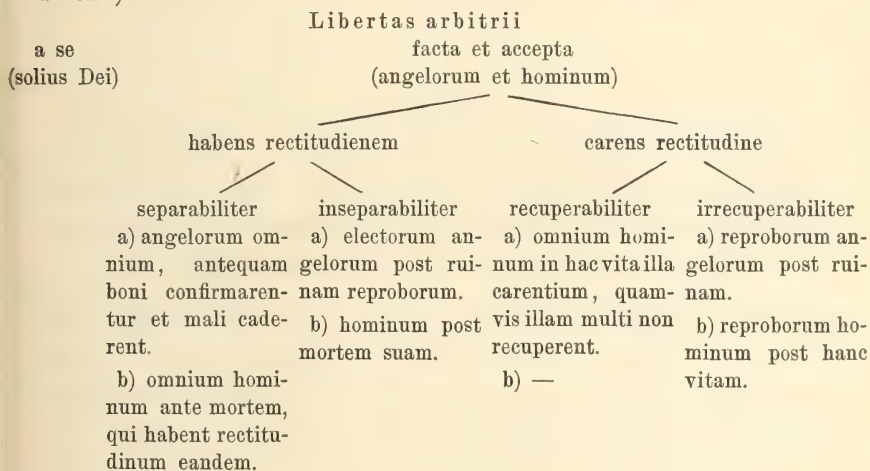 Libertas arbitrii
a se
(solius Dei)
facta et accepta
(angelorum et hominum)
habens rectitudienem
carens rectitudine
separabiliter
a) angelorum om-
nium, antequam
boni confirmaren-
tur et mali cade-
rent.
b) omnium homi-
num ante mortem,
qui habent rectitu-
dinum eandem.
inseparabiliter
a) electorum an-
gelorum post rui-
nam reproborum.
b) hominum post
mortem suam.
recuperabiliter
a) omnium homi-
num in hac vita illa
carentium, quam-
vis illam multi non
recuperent.
b) —
irrecuperabiliter
a) reproborum an-
gelorum post rui-
nam.
b) reproborum ho-
minum post hanc
vitam.